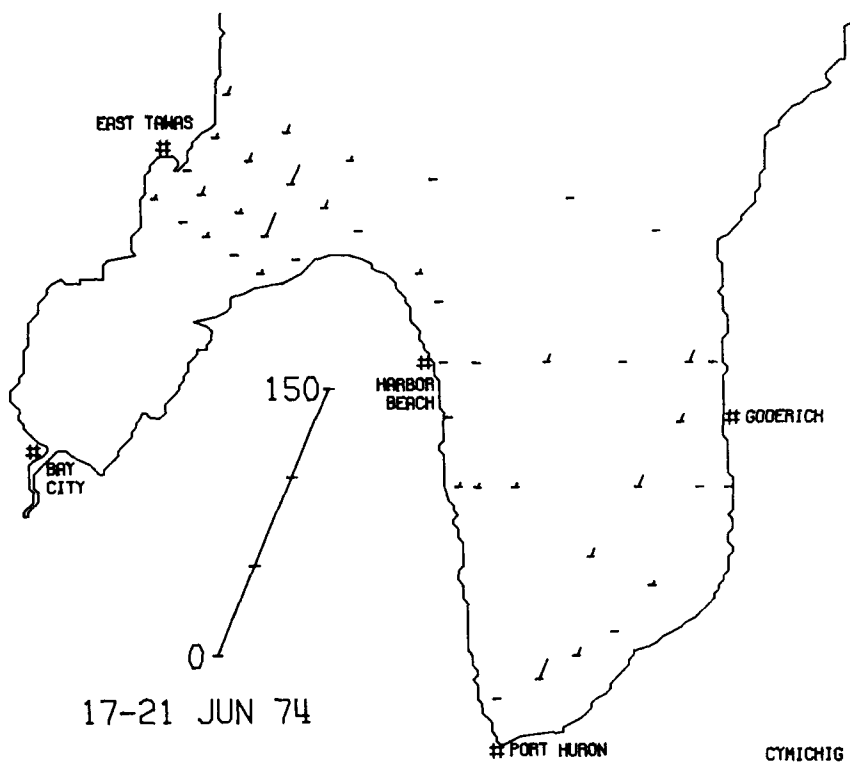 EAST TAWAS
#
150
#
HARBOR
BEACH
# GODERICH
#
BAY
CITY
0
17-21 JUN 74
# PORT HURON
CYMICHIG